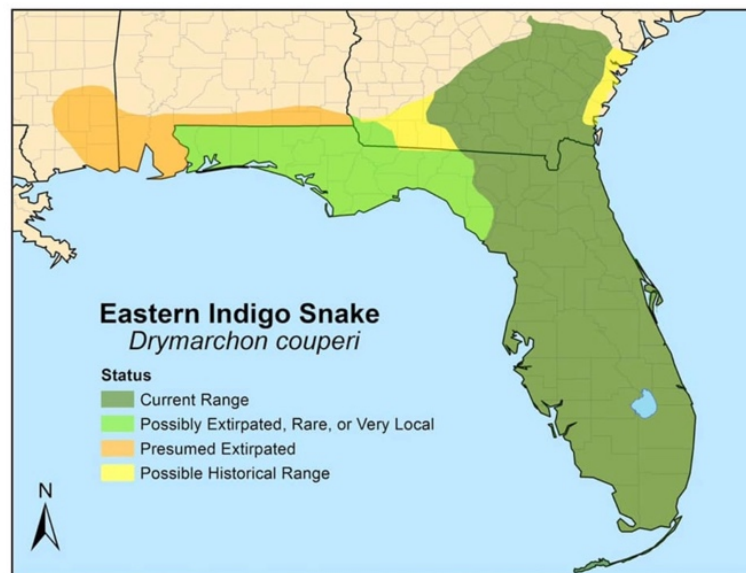 Eastern Indigo Snake
Drymarchon couperi
Status
Current Range
Possibly Extirpated, Rare, or Very Local
Presumed Extirpated
Possible Historical Range
N